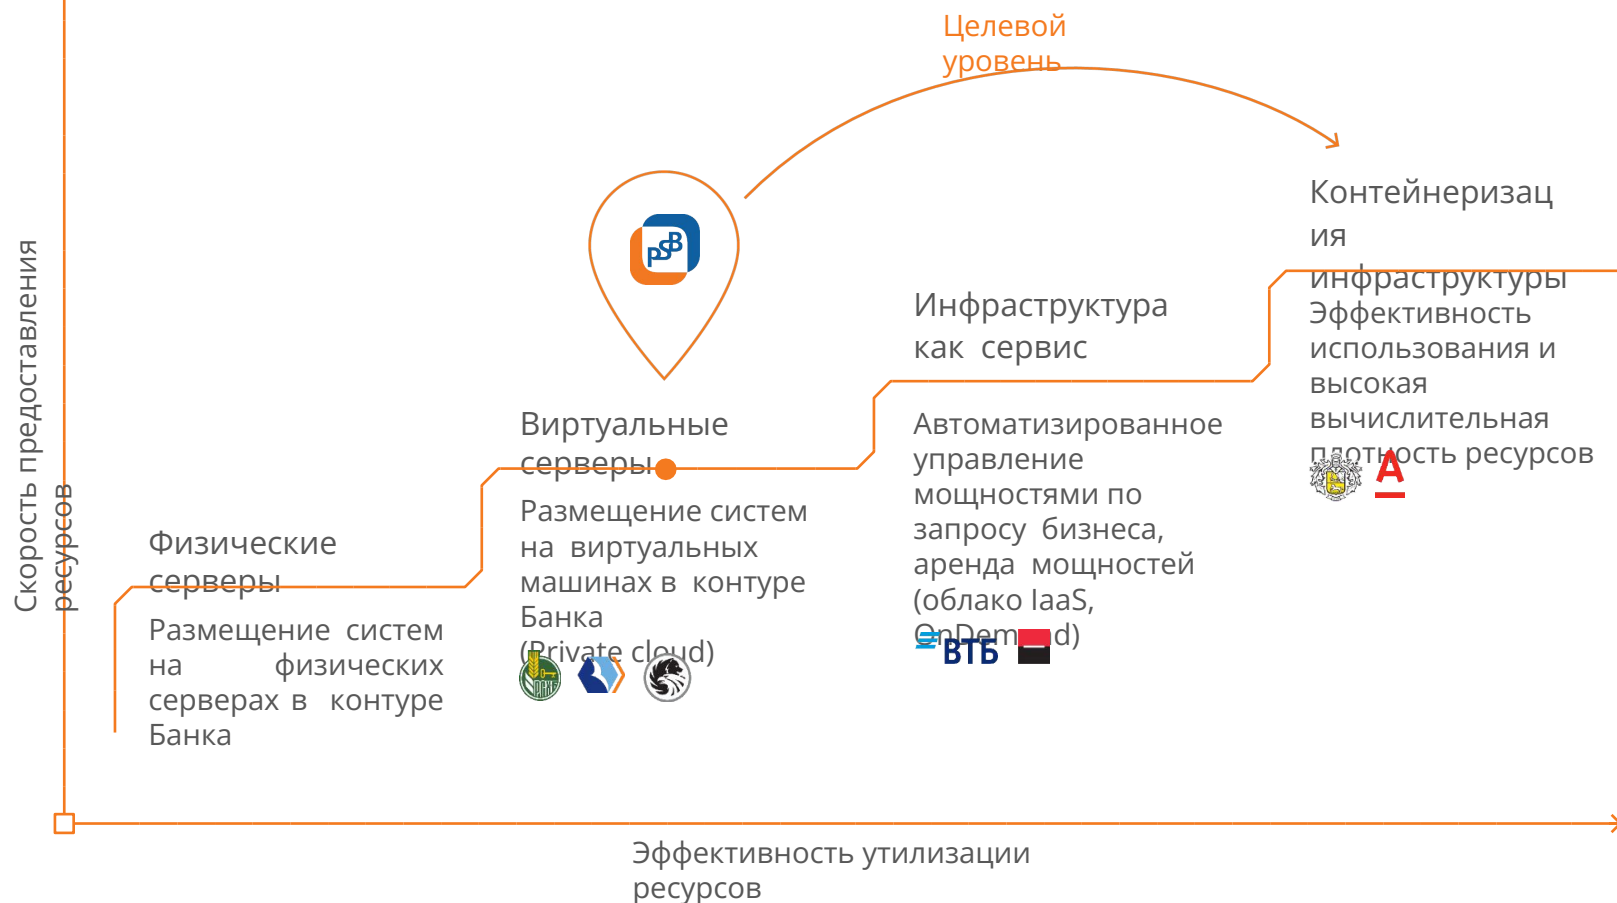 Целевой
уровень
PSB
Контейнеризац
ия
инфраструктуры
Эффективность
использования и
высокая
вычислительная
плотность ресурсов
Инфраструктура
как сервис
Автоматизированное
управление
мощностями по
запросу бизнеса,
аренда мощностей
(облако IaaS,
OnDemand)
ВТБ
Виртуальные
серверы
Размещение систем
на виртуальных
машинах в контуре
Банка
(Private cloud)
РСХБ
Физические
серверы
Размещение систем
на физических
серверах в контуре
Банка
Скорость предоставления
ресурсов
Эффективность утилизации
ресурсов